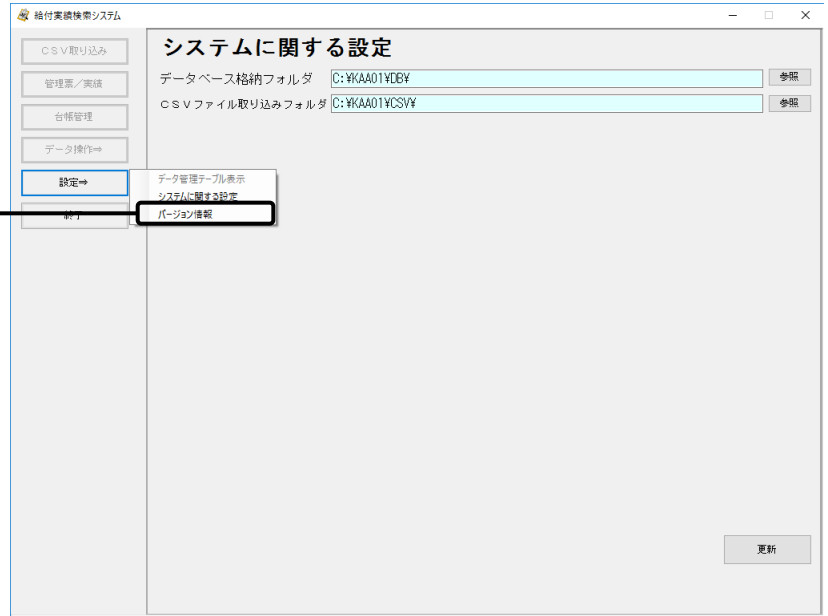 給付実績検索システム
CSV取り込み
管理票／実績
台帳管理
データ操作⇒
設定⇒
終了
システムに関する設定
データベース格納フォルダ C:¥KAA01¥DB¥ 参照
ＣＳＶファイル取り込みフォルダ C:¥KAA01¥CSV¥ 参照
データ管理テーブル表示
システムに関する設定
バージョン情報
更新